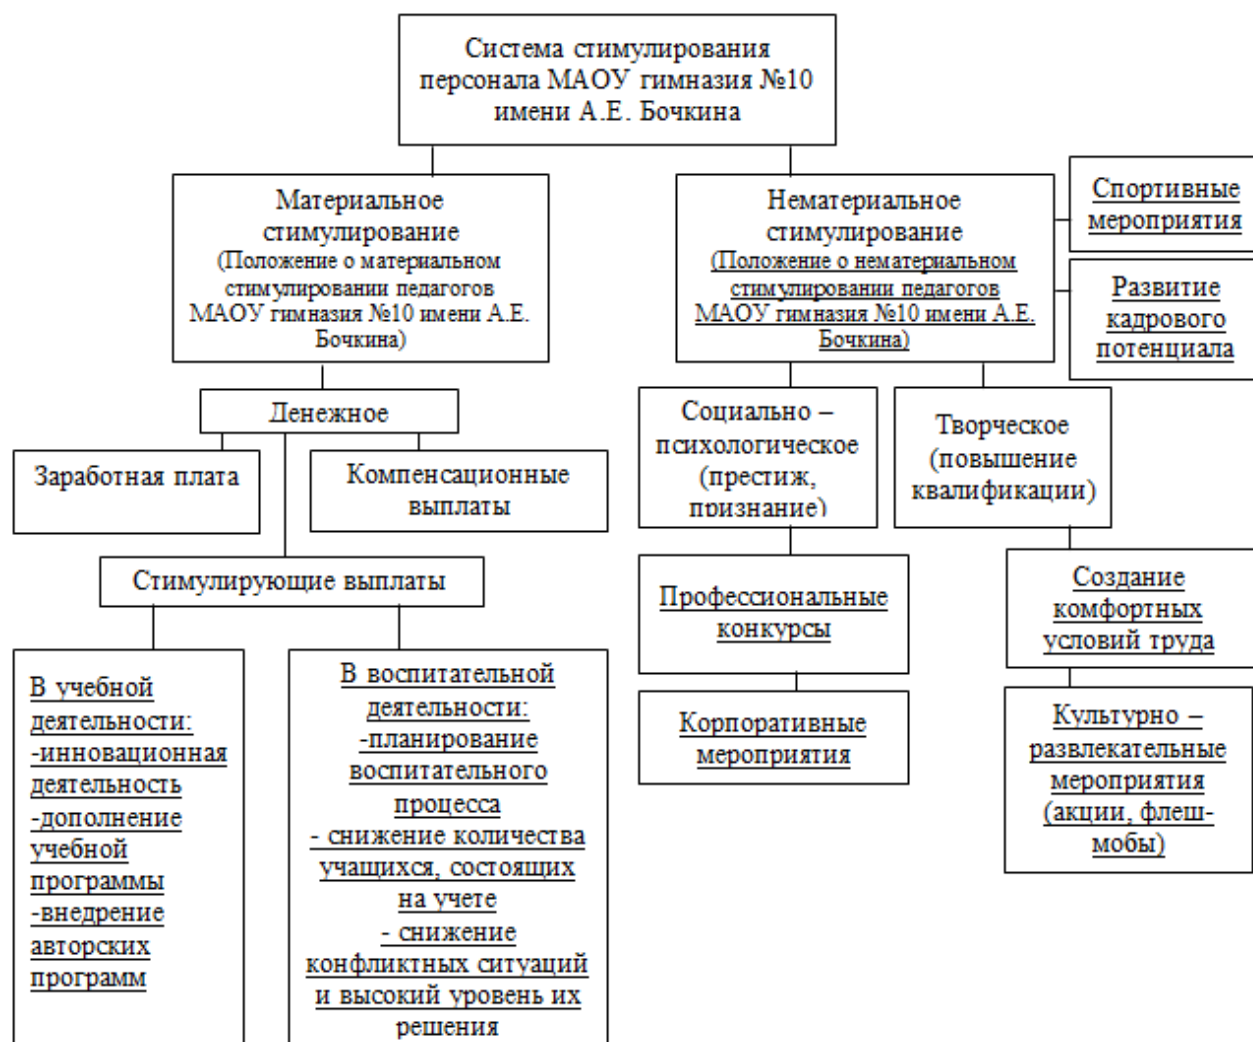 Система стимулирования
персонала МАОУ гимназия №10
имени А.Е. Бочкина
Материальное
стимулирование
(Положение о материальном
стимулировании педагогов
МАОУ гимназия №10 имени А.Е.
Бочкина)
Нематериальное
стимулирование
(Положение о нематериальном
стимулировании педагогов
МАОУ гимназия №10 имени А.Е.
Бочкина)
Спортивные
мероприятия
Развитие
кадрового
потенциала
Денежное
Заработная плата
Компенсационные
выплаты
Социально –
психологическое
(престиж,
признание)
Творческое
(повышение
квалификации)
Стимулирующие выплаты
Профессиональные
конкурсы
Создание
комфортных
условий труда
В учебной
деятельности:
-инновационная
деятельность
-дополнение
учебной
программы
-внедрение
авторских
программ
В воспитательной
деятельности:
-планирование
воспитательного
процесса
- снижение количества
учащихся, состоящих
на учете
- снижение
конфликтных ситуаций
и высокий уровень их
решения
Корпоративные
мероприятия
Культурно –
развлекательные
мероприятия
(акции, флеш-
мобы)